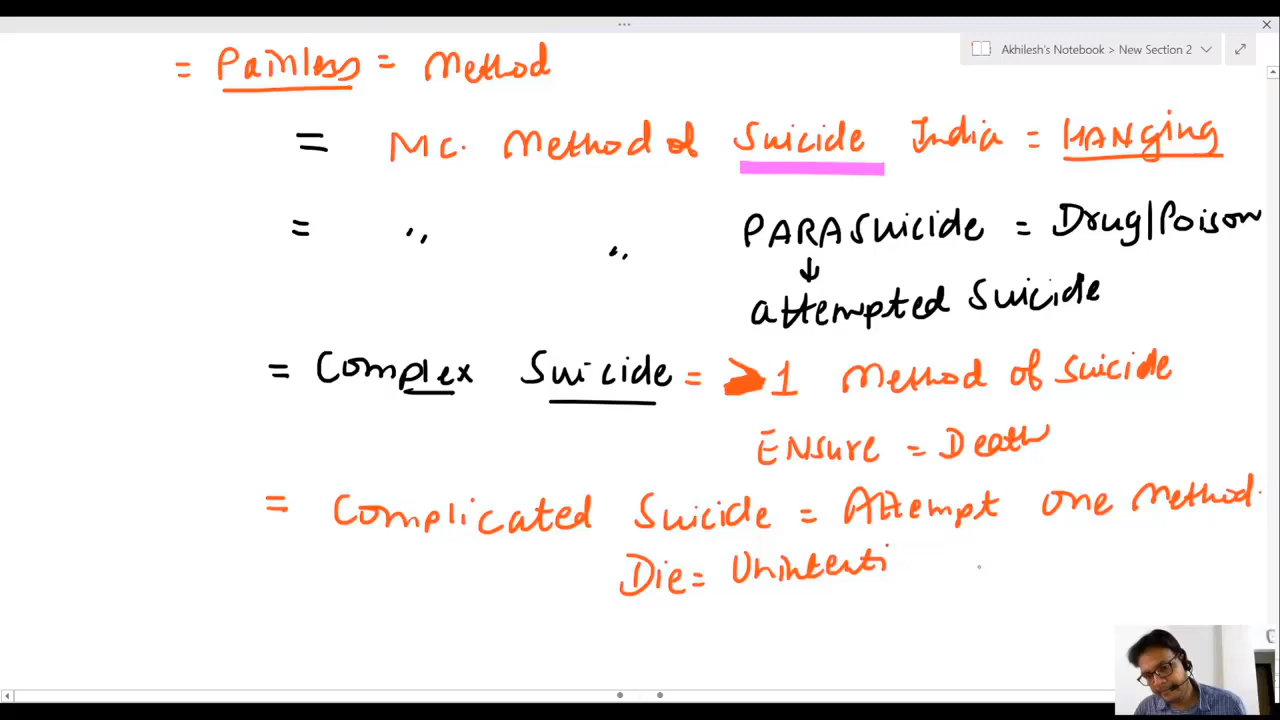 Akhilesh's Notebook > New Section 2
= Painless = Method
= Mc. Method of Suicide India = HANging
= " " PARASuicide = Drug/Poison
↓
attempted Suicide
= Complex Suicide = >1 Method of Suicide
ENsure = Death
= Complicated Suicide = Attempt one Method.
Die = Unintenti